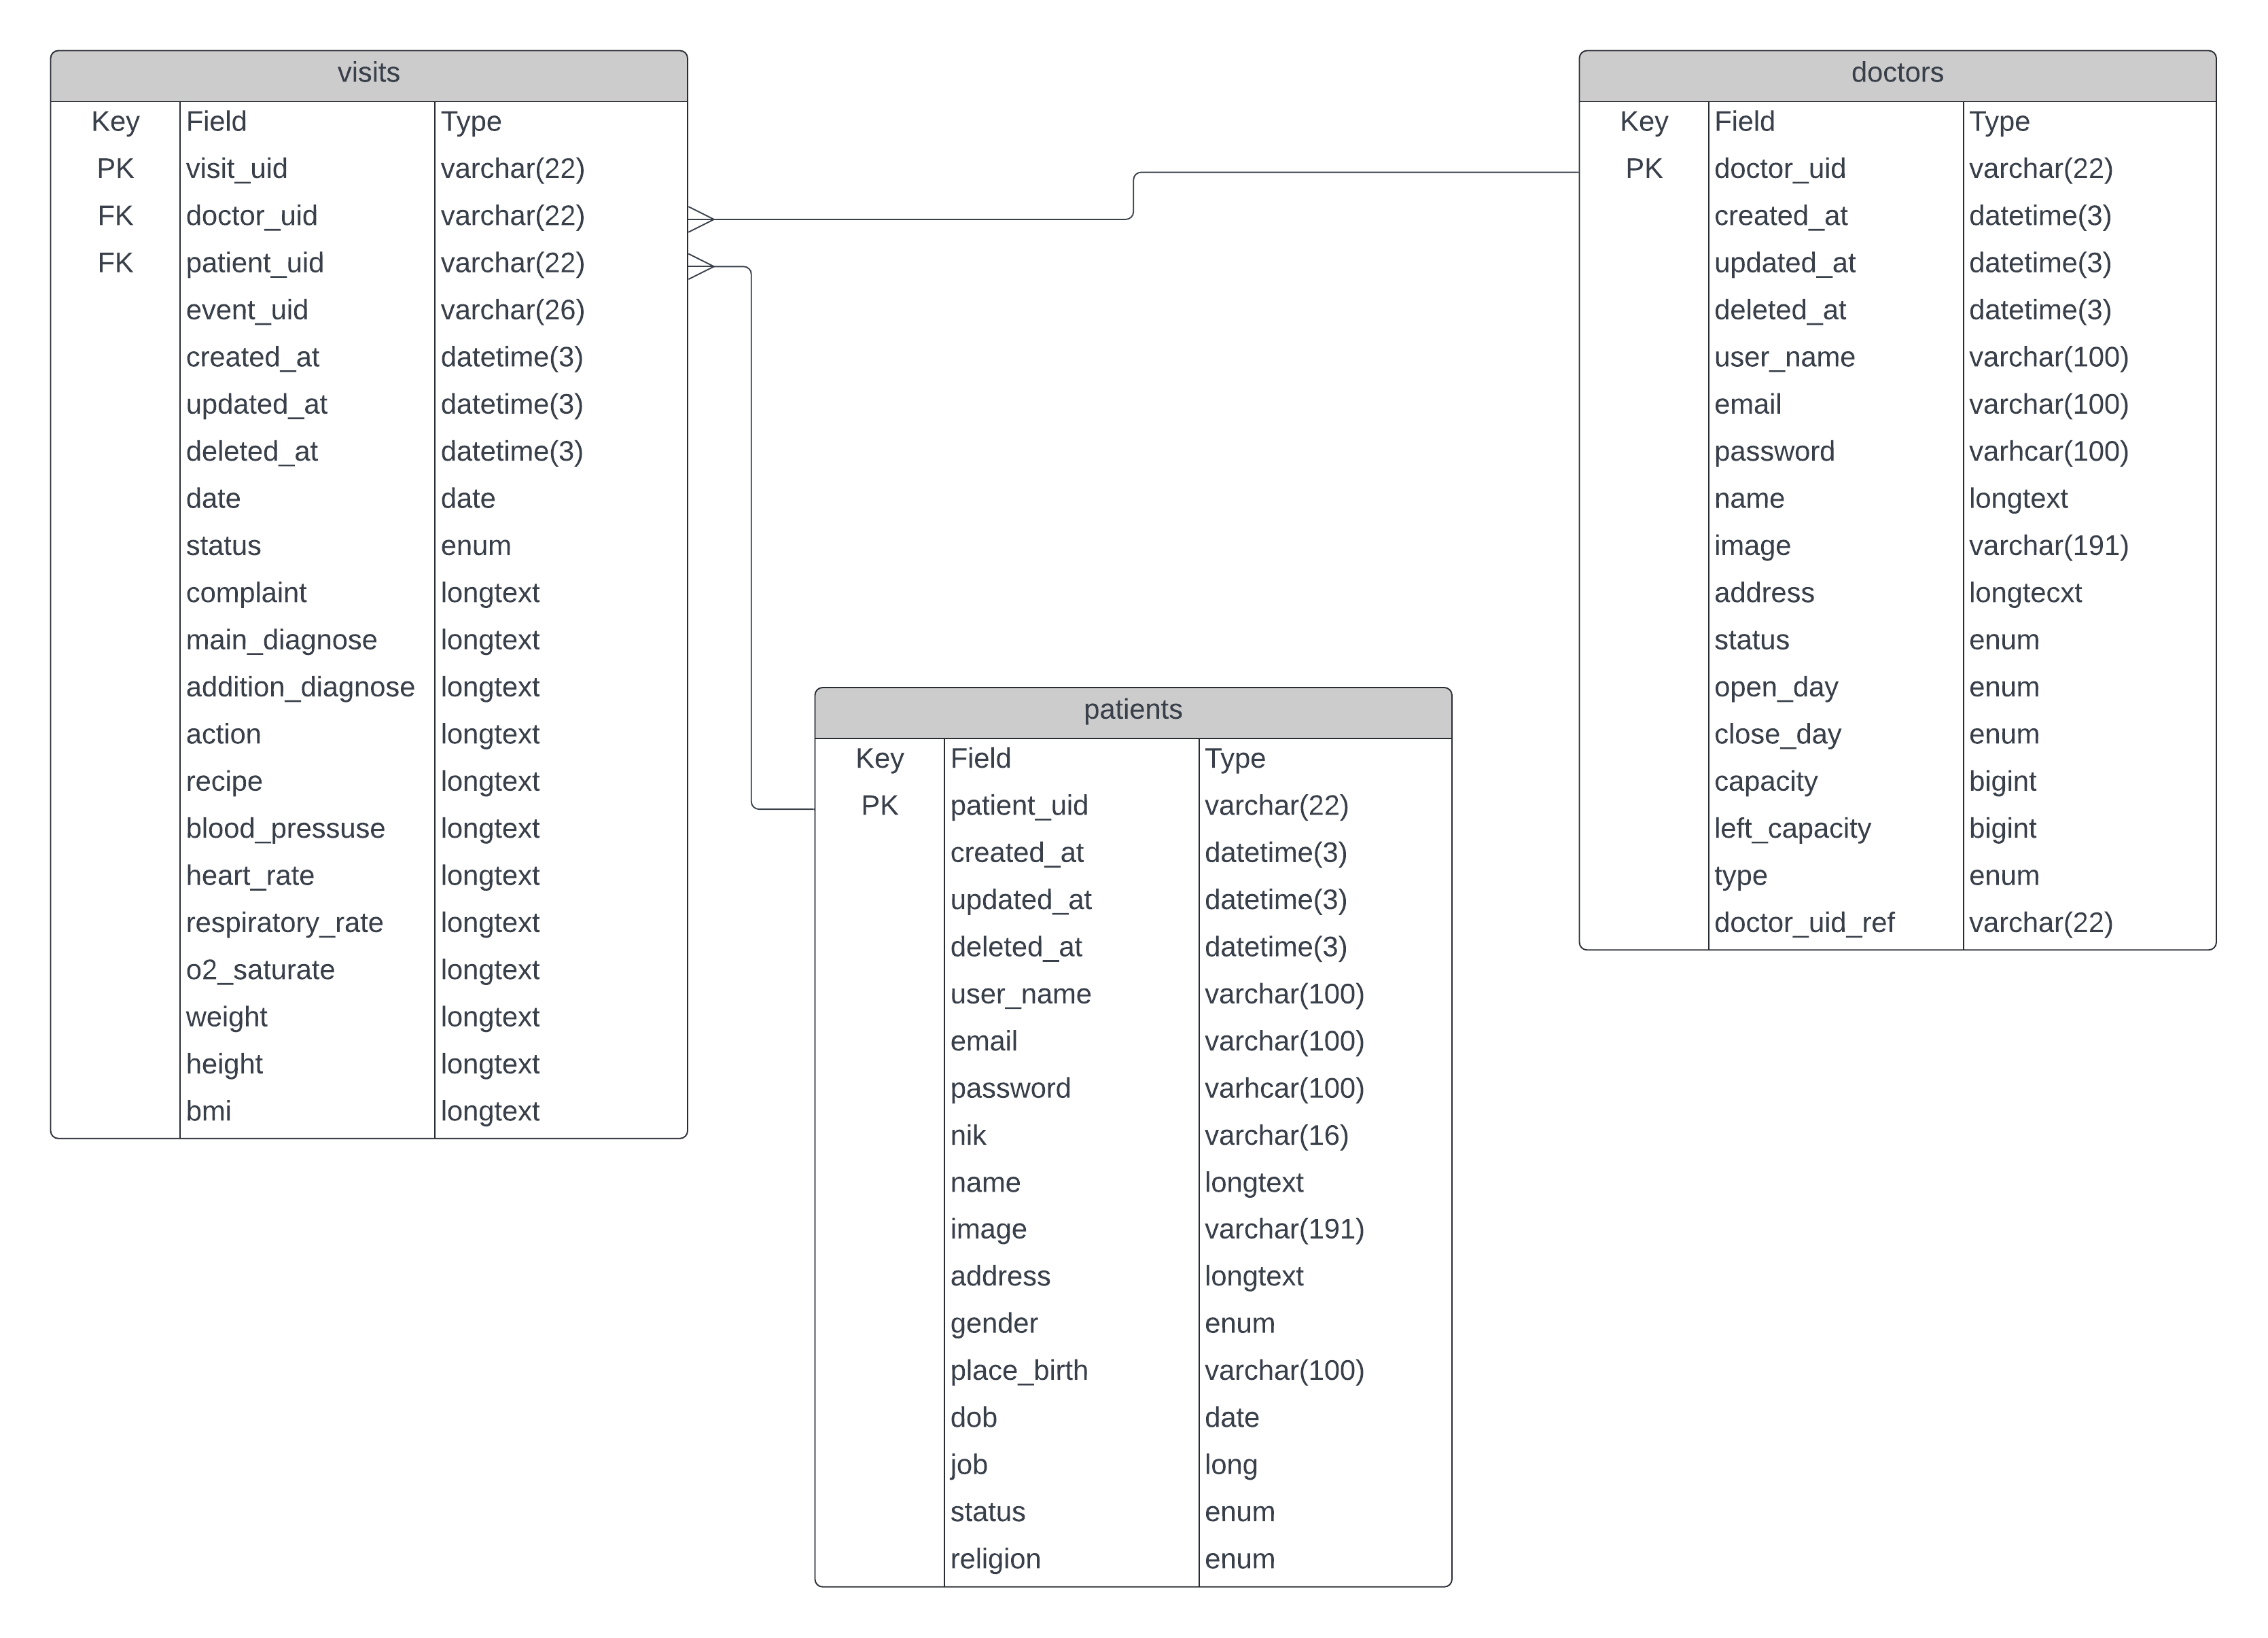 visits
Key Field Type
PK visit_uid varchar(22)
FK doctor_uid varchar(22)
FK patient_uid varchar(22)
event_uid varchar(26)
created_at datetime(3)
updated_at datetime(3)
deleted_at datetime(3)
date date
status enum
complaint longtext
main_diagnose longtext
addition_diagnose longtext
action longtext
recipe longtext
blood_pressuse longtext
heart_rate longtext
respiratory_rate longtext
o2_saturate longtext
weight longtext
height longtext
bmi longtext
doctors
Key Field Type
PK doctor_uid varchar(22)
created_at datetime(3)
updated_at datetime(3)
deleted_at datetime(3)
user_name varchar(100)
email varchar(100)
password varhcar(100)
name longtext
image varchar(191)
address longtecxt
status enum
open_day enum
close_day enum
capacity bigint
left_capacity bigint
type enum
doctor_uid_ref varchar(22)
patients
Key Field Type
PK patient_uid varchar(22)
created_at datetime(3)
updated_at datetime(3)
deleted_at datetime(3)
user_name varchar(100)
email varchar(100)
password varhcar(100)
nik varchar(16)
name longtext
image varchar(191)
address longtext
gender enum
place_birth varchar(100)
dob date
job long
status enum
religion enum